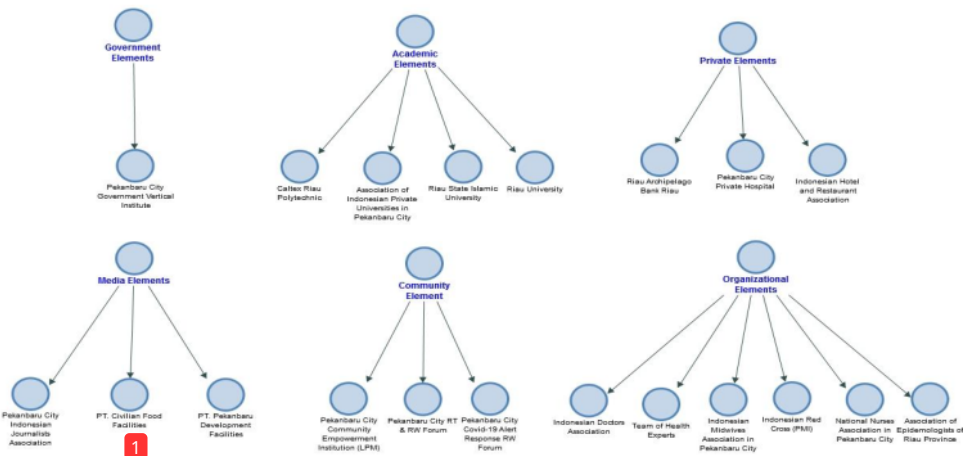 Government
Elements
Pekanbaru City
Government Vertical
Institute
Academic
Elements
Caltex Riau
Polytechnic
Association of
Indonesian Private
Universities in
Pekanbaru City
Riau State Islamic
University
Riau University
Private Elements
Riau Archipelago
Bank Riau
Pekanbaru City
Private Hospital
Indonesian Hotel
and Restaurant
Association
Media Elements
Pekanbaru City
Indonesian
Journalists
Association
PT. Civillian Food
Facilities
1
PT. Pekanbaru
Development
Facilities
Community
Element
Pekanbaru City
Community
Empowerment
Institution (LPM)
Pekanbaru City RT
& RW Forum
Pekanbaru City
Covid-19 Alert
Response RW
Forum
Organizational
Elements
Indonesian Doctors
Association
Team of Health
Experts
Indonesian
Midwives
Association in
Pekanbaru City
Indonesian Red
Cross (PMI)
National Nurses
Association in
Pekanbaru City
Association of
Epidemologists of
Riau Province